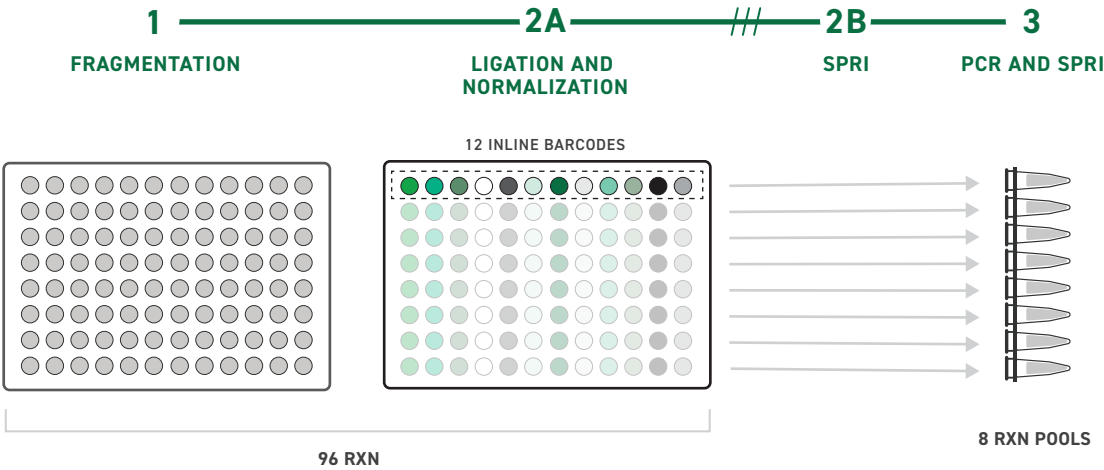 1
2A
2B
3
FRAGMENTATION
LIGATION AND
NORMALIZATION
SPRI
PCR AND SPRI
12 INLINE BARCODES
8 RXN POOLS
96 RXN